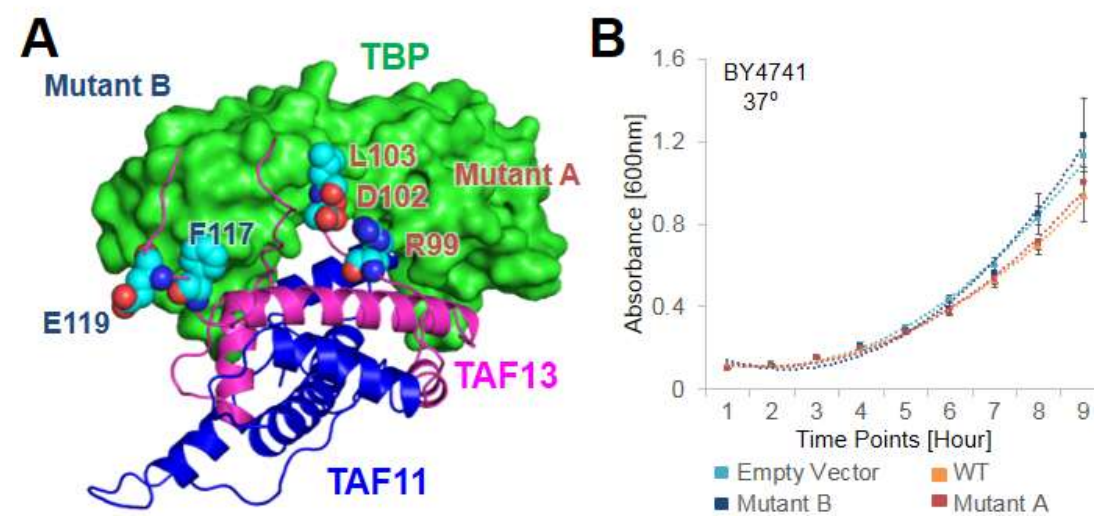 A
TBP
Mutant B
L103
D102
Mutant A
F117
R99
E119
TAF13
TAF11
B
BY4741
37⁰
Absorbance [600nm]
1.6
1.2
0.8
0.4
0
1 2 3 4 5 6 7 8 9
Time Points [Hour]
Empty Vector WT
Mutant B Mutant A